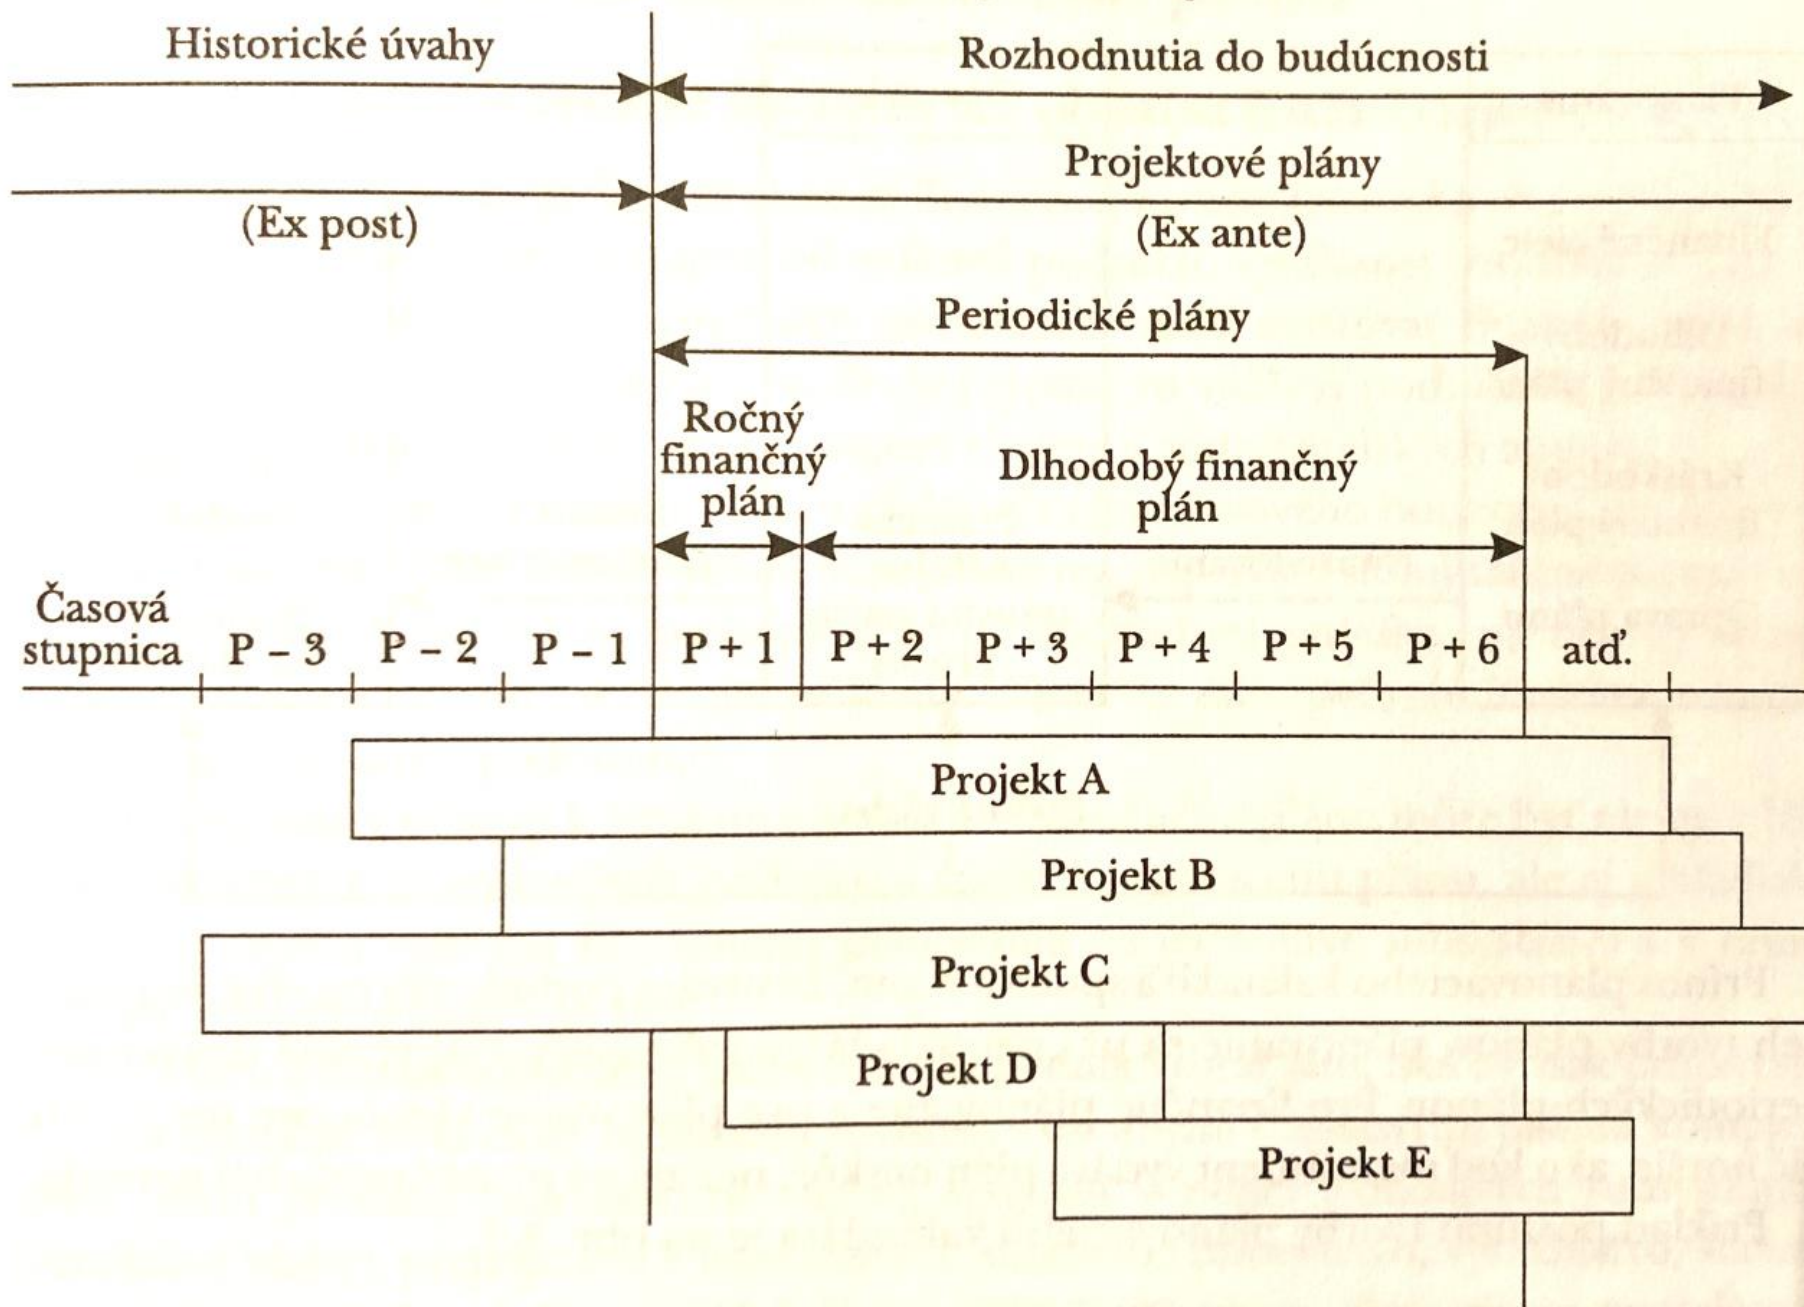 Historické úvahy
Rozhodnutia do budúcnosti
Projektové plány
(Ex post)
(Ex ante)
Periodické plány
Ročný
finančný
plán
Dlhodobý finančný
plán
Časová
stupnica P – 3 P – 2 P – 1 P + 1 P + 2 P + 3 P + 4 P + 5 P + 6 atď.
Projekt A
Projekt B
Projekt C
Projekt D
Projekt E